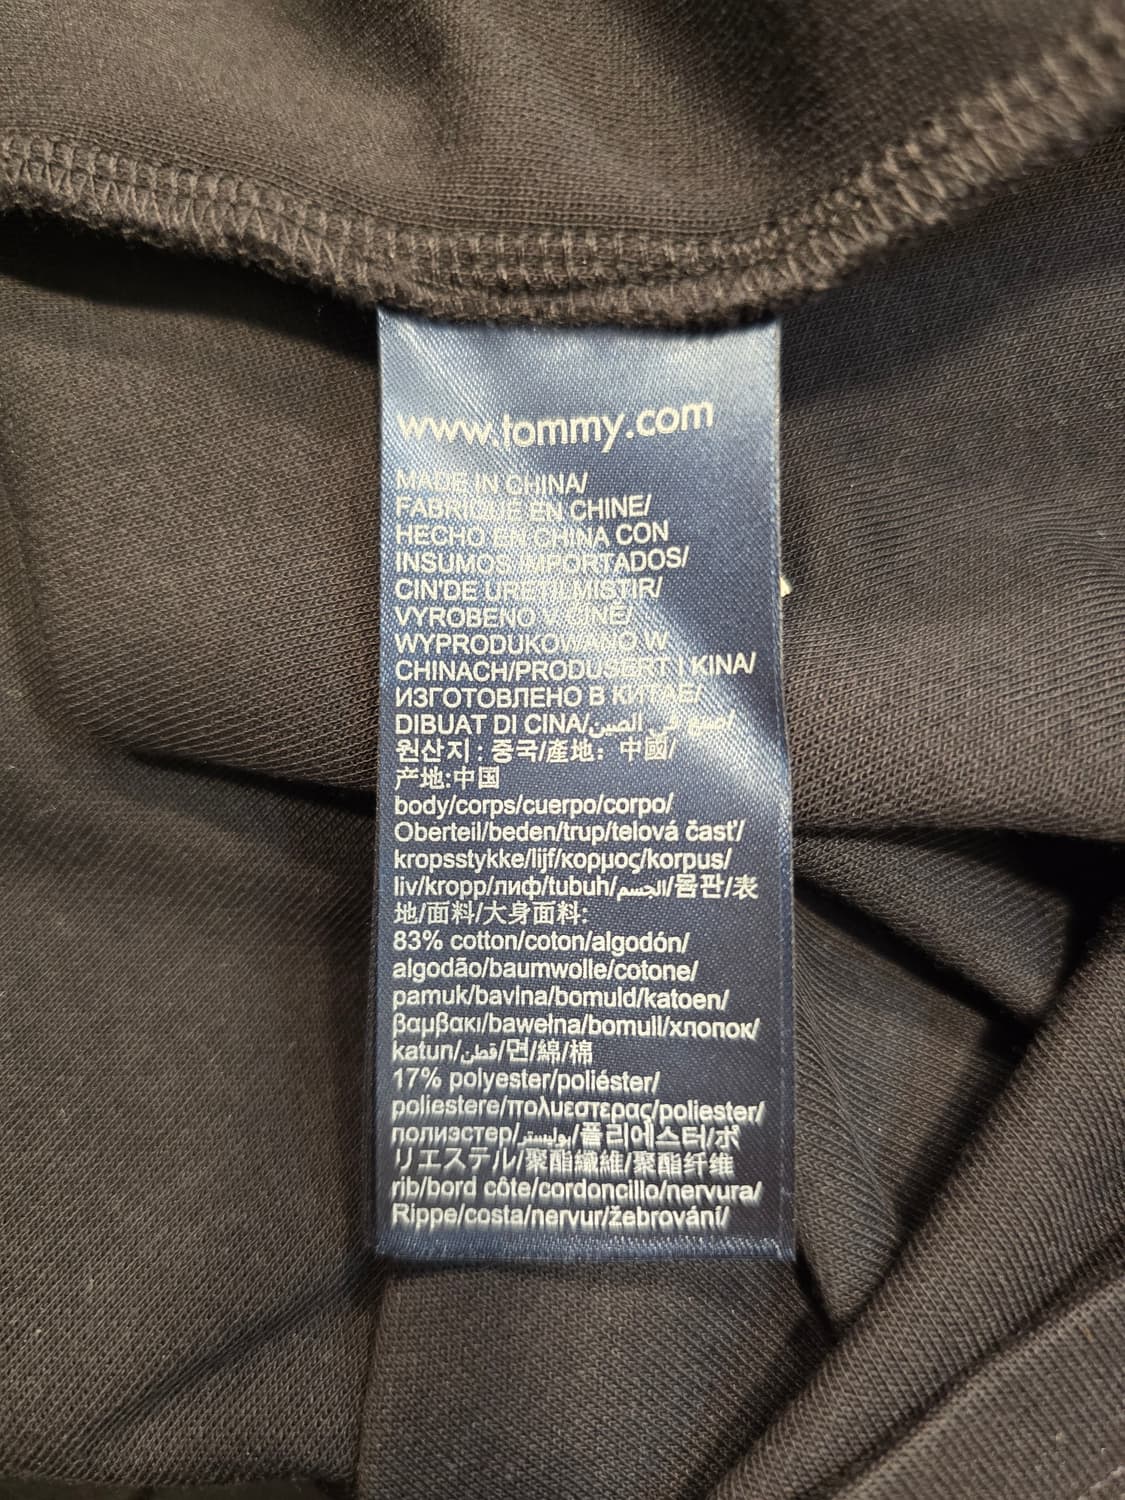 www.tommy.com
MADE IN CHINA/
FABRIQUE EN CHINE/
HECHO EN CHINA CON
INSUMOS IMPORTADOS/
CIN'DE URETILMISTIR/
VYROBENO V CINE/
WYPRODUKOWANO W
CHINACH/PRODUSERT I KINA/
ИЗГОТОВЛЕНО В КИТАЕ/
DIBUAT DI CINA/صنع في الصين/
원산지: 중국/產地: 中國/
产地:中国
body/corps/cuerpo/corpo/
Oberteil/beden/trup/telová časť/
kropsstykke/lijf/κορμος/korpus/
liv/kropp/лиф/tubuh/الجسم/몸판/表
地/面料/大身面料:
83% cotton/coton/algodón/
algodão/baumwolle/cotone/
pamuk/bavlna/bomuld/katoen/
βαμβακι/bawełna/bomull/хлопок/
katun/قطن/면/綿/棉
17% polyester/poliéster/
poliestere/πολυεστερας/poliester/
полиэстер/بوليستر/폴리에스터/ポ
リエステル/聚酯纖維/聚酯纤维
rib/bord côte/cordoncillo/nervura/
Rippe/costa/nervur/žebrování/